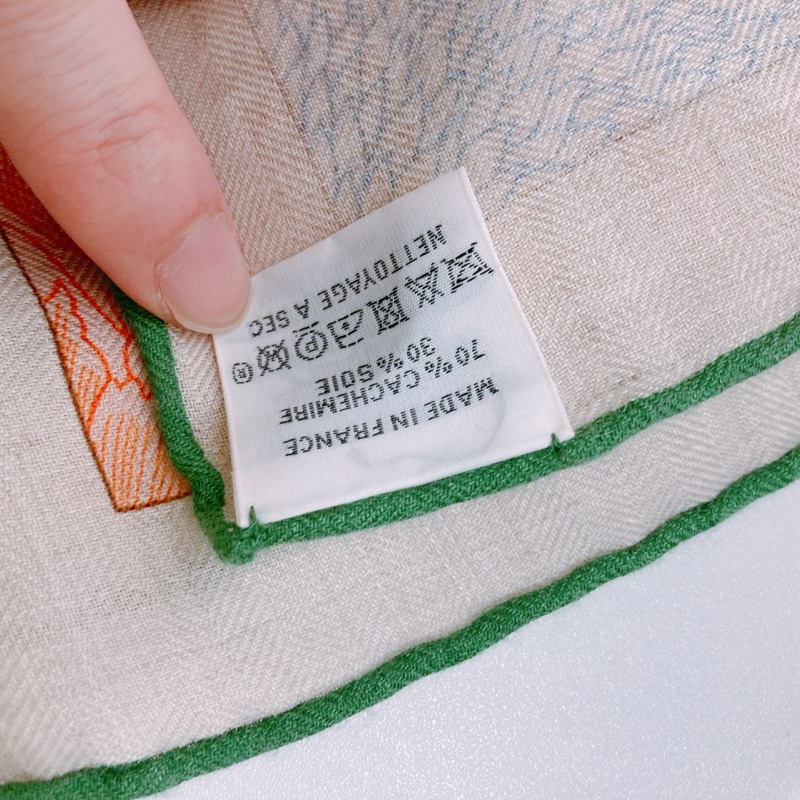 MADE IN FRANCE
70% CACHEMIRE
30% SOIE
NETTOYAGE A SEC